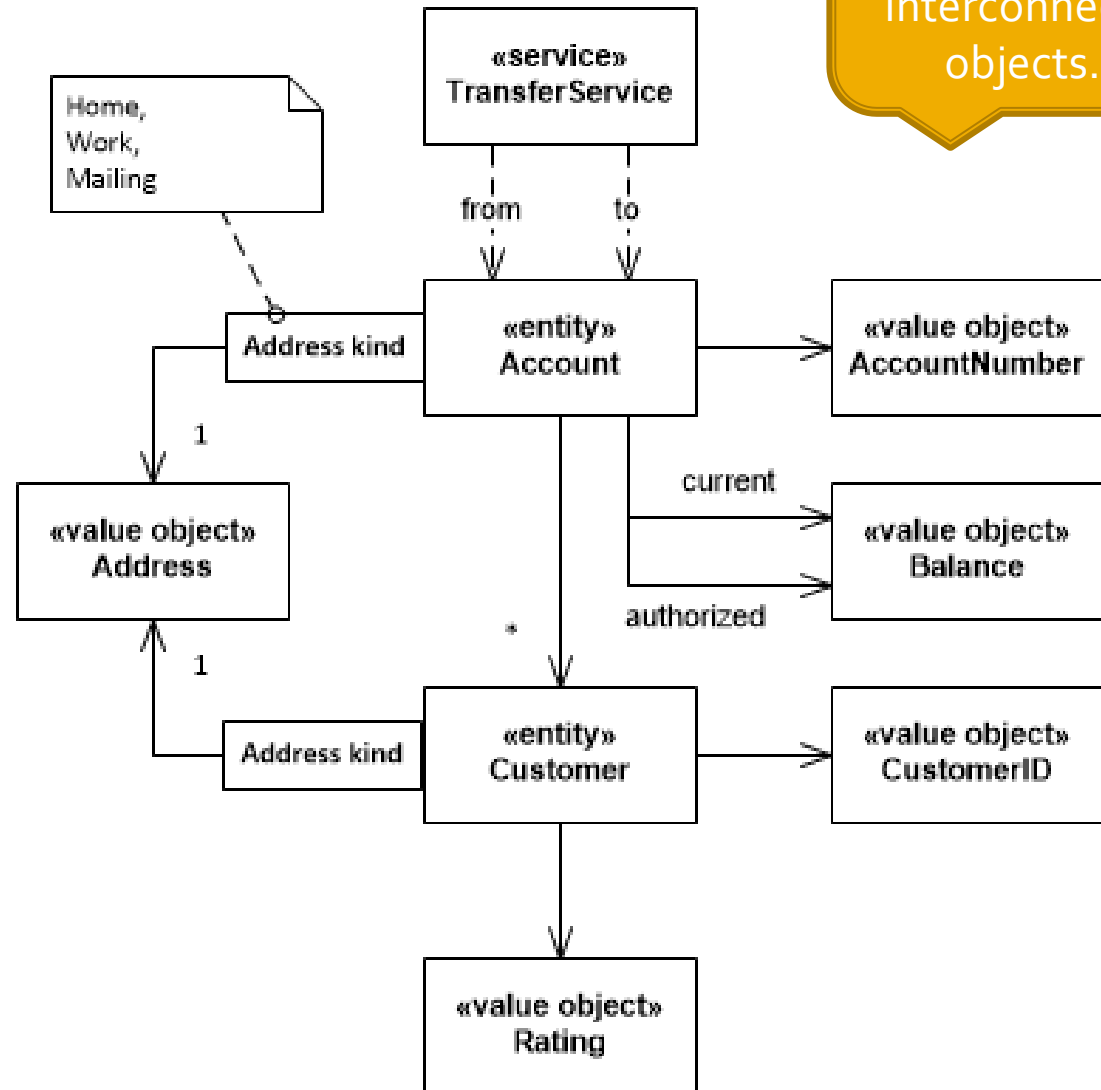 objects.
«service»
TransferService
Home,
Work,
Mailing
from
to
Address kind
«entity»
Account
«value object»
AccountNumber
1
current
«value object»
Address
«value object»
Balance
authorized
*
1
Address kind
«entity»
Customer
«value object»
CustomerID
«value object»
Rating